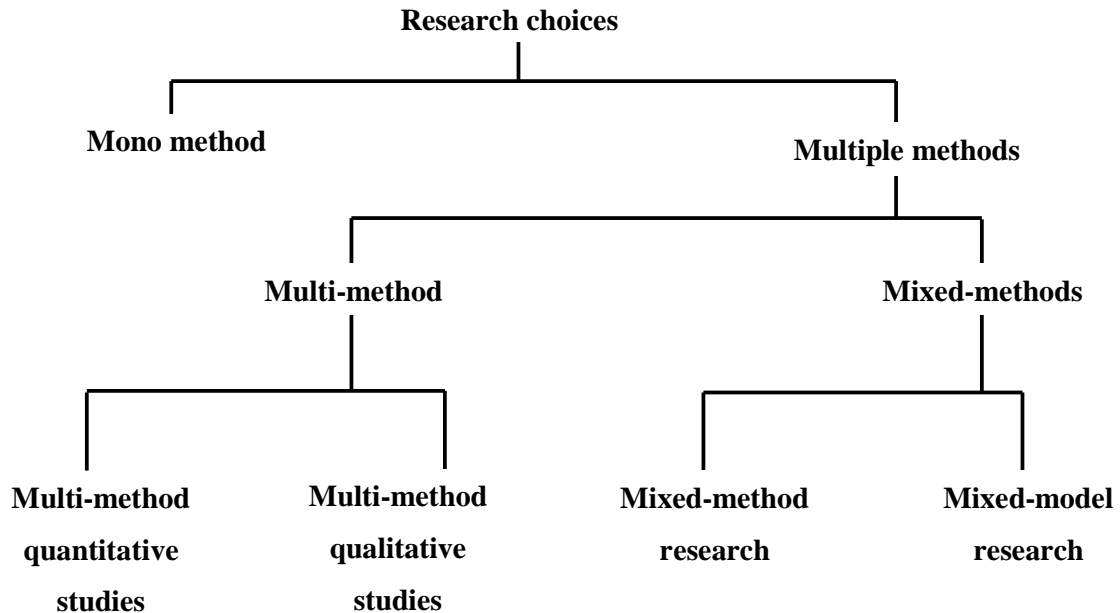 Research choices
Mono method
Multiple methods
Multi-method
Mixed-methods
Multi-method
quantitative
studies
Multi-method
qualitative
studies
Mixed-method
research
Mixed-model
research